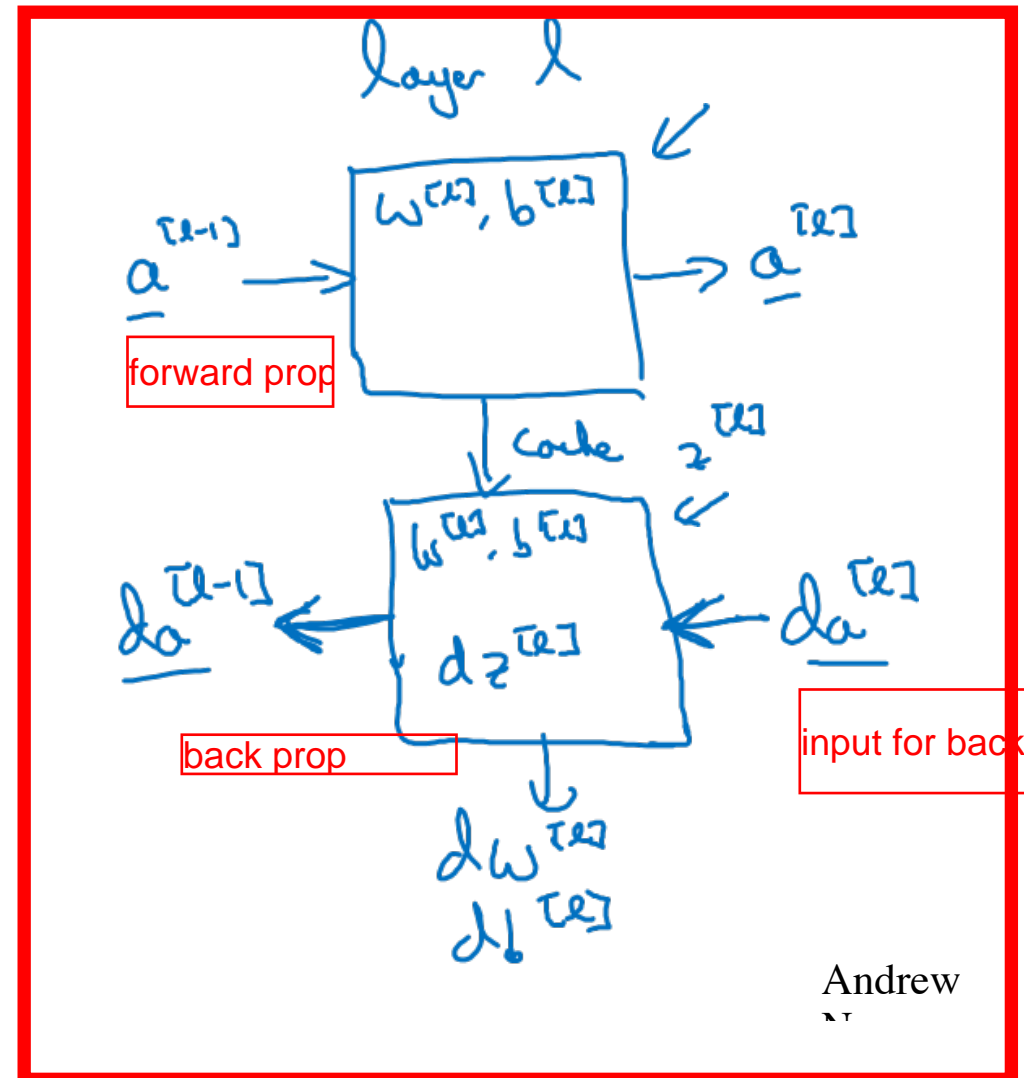 layer l
w^[l], b^[l]
a^[l-1]
a^[l]
forward prop
cache z^[l]
w^[l], b^[l]
da^[l-1]
dz^[l]
da^[l]
back prop
input for back
dw^[l]
db^[l]
Andrew